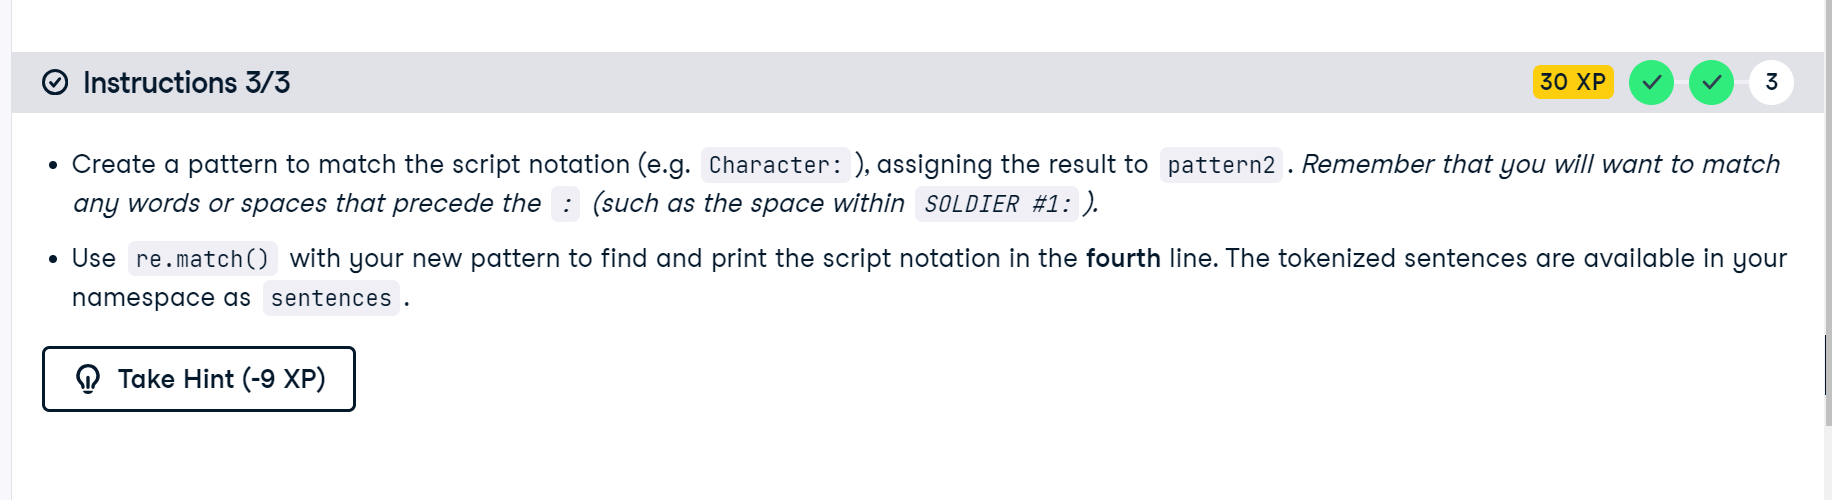 Instructions 3/3
30 XP
3
Create a pattern to match the script notation (e.g. Character:), assigning the result to pattern2. Remember that you will want to match
any words or spaces that precede the : (such as the space within SOLDIER #1:).
Use re.match() with your new pattern to find and print the script notation in the fourth line. The tokenized sentences are available in your
namespace as sentences.
Take Hint (-9 XP)